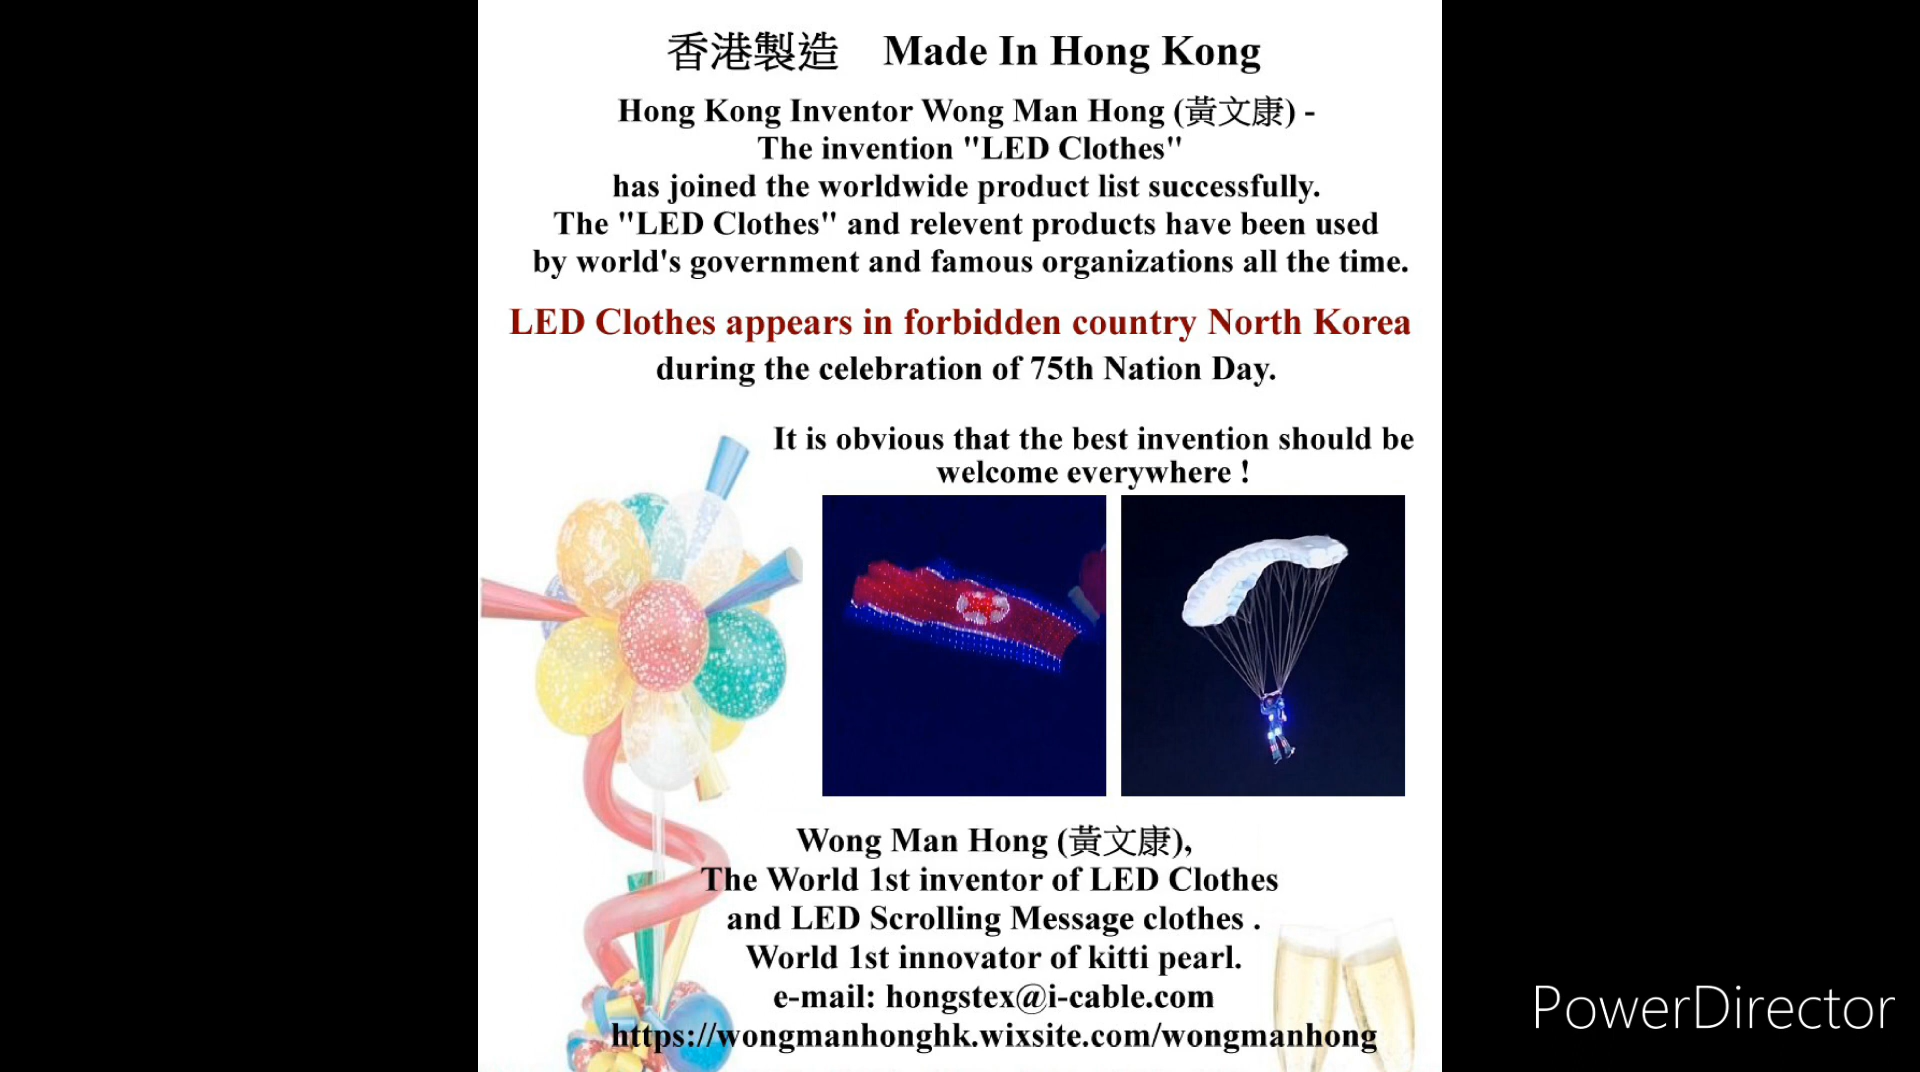 香港製造 Made In Hong Kong
Hong Kong Inventor Wong Man Hong (黃文康) -
The invention "LED Clothes"
has joined the worldwide product list successfully.
The "LED Clothes" and relevent products have been used
by world's government and famous organizations all the time.
LED Clothes appears in forbidden country North Korea
during the celebration of 75th Nation Day.
It is obvious that the best invention should be
welcome everywhere !
Wong Man Hong (黃文康),
The World 1st inventor of LED Clothes
and LED Scrolling Message clothes .
World 1st innovator of kitti pearl.
e-mail: hongstex@i-cable.com
https://wongmanhonghk.wixsite.com/wongmanhong
PowerDirector